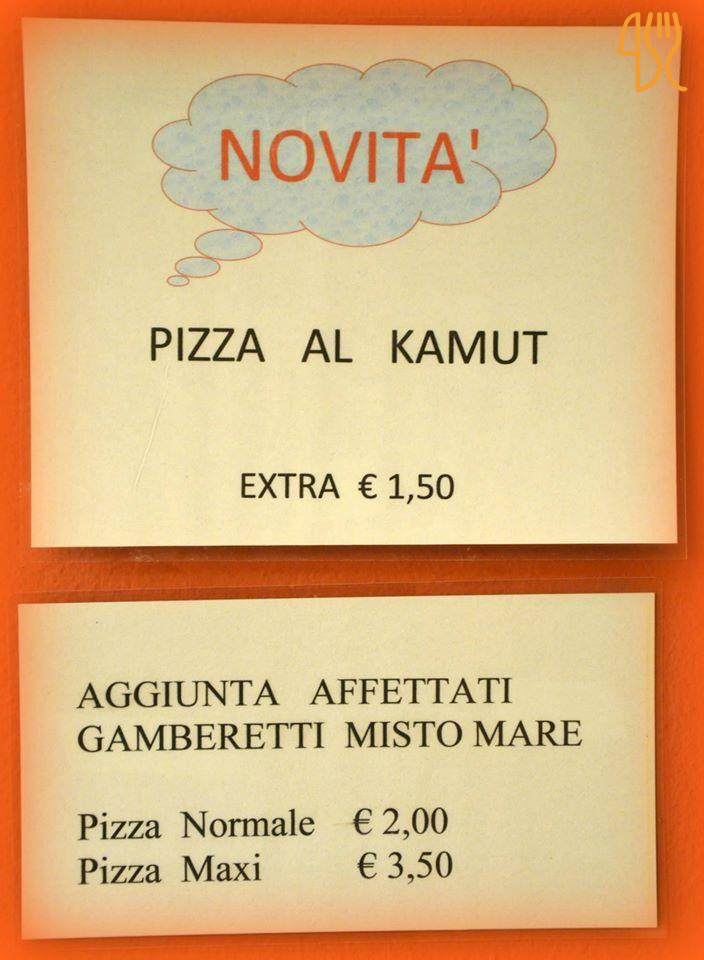 NOVITA'
PIZZA AL KAMUT
EXTRA € 1,50
AGGIUNTA AFFETTATI
GAMBERETTI MISTO MARE
Pizza Normale € 2,00
Pizza Maxi € 3,50